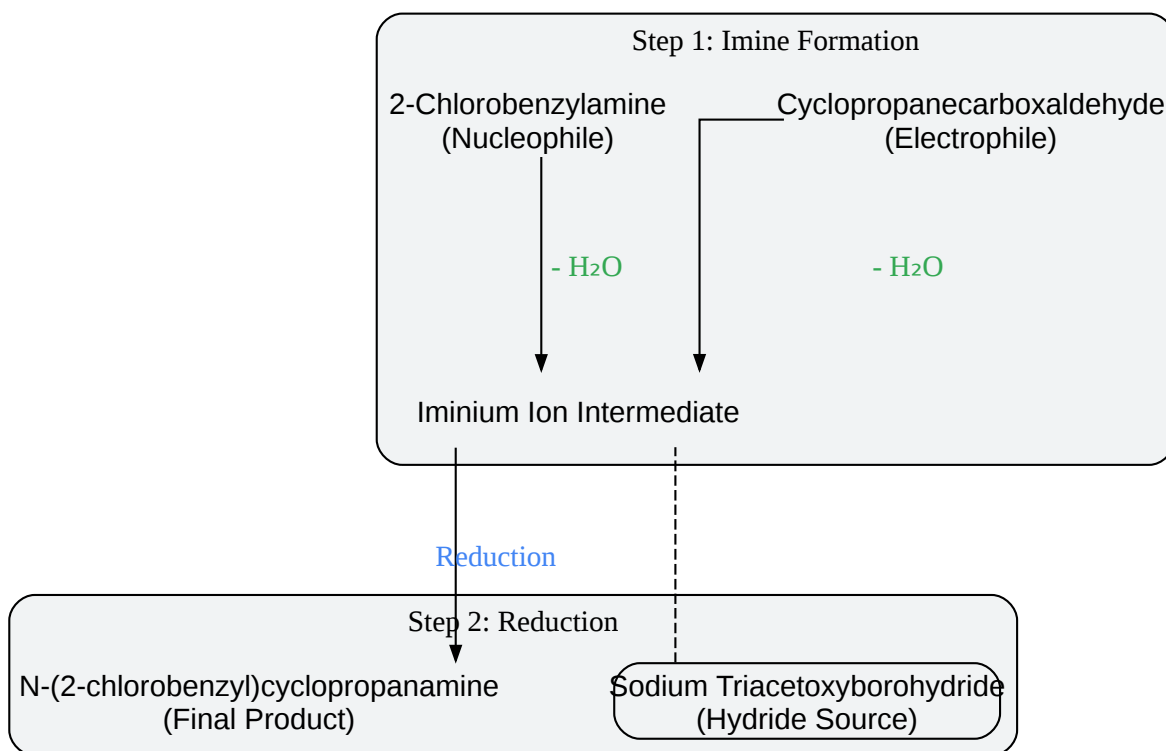 Step 1: Imine Formation
2-Chlorobenzylamine
(Nucleophile)
Cyclopropanecarboxaldehyde
(Electrophile)
- H₂O
- H₂O
Iminium Ion Intermediate
Reduction
Step 2: Reduction
N-(2-chlorobenzyl)cyclopropanamine
(Final Product)
Sodium Triacetoxyborohydride
(Hydride Source)